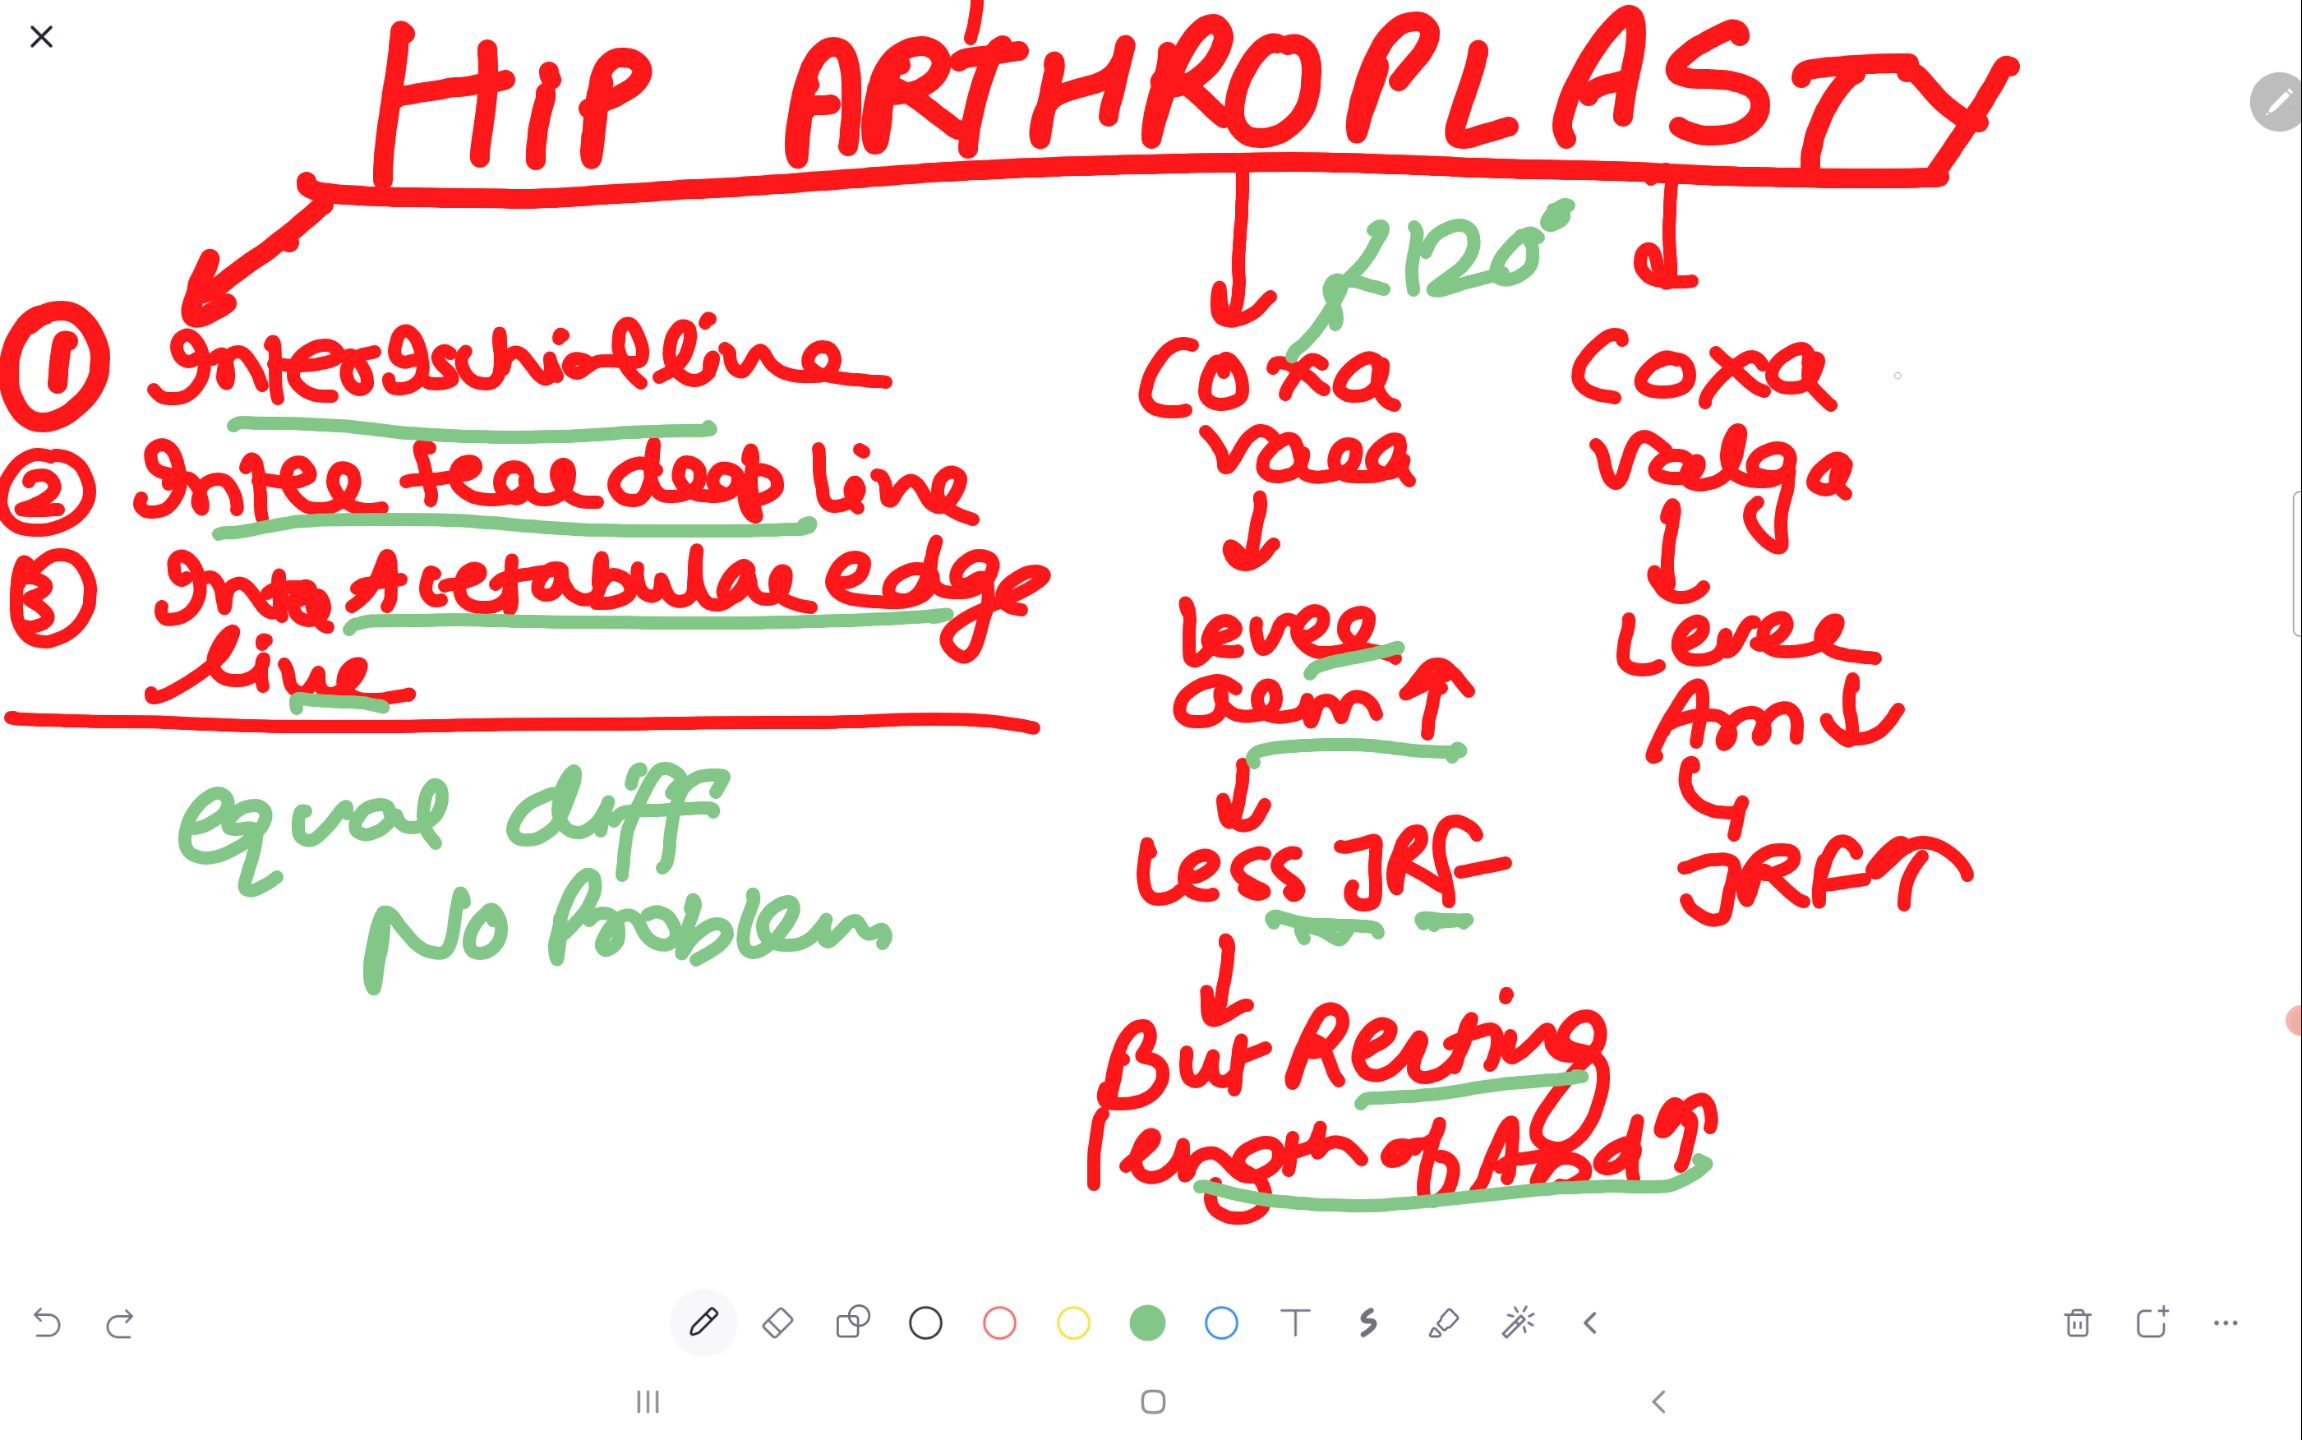 HiP ARTHROPLASTY
① Interischial line
② Inter tear drop Line
③ Inter Acetabular edge
line
equal diff
No Problem
∠120°
Coxa
vara
↓
lever
arm ↑
↓
Less JRF
↓
But Resting
length of Abd ↑
Coxa
valga
↓
Lever
Arm ↓
JRF ↑